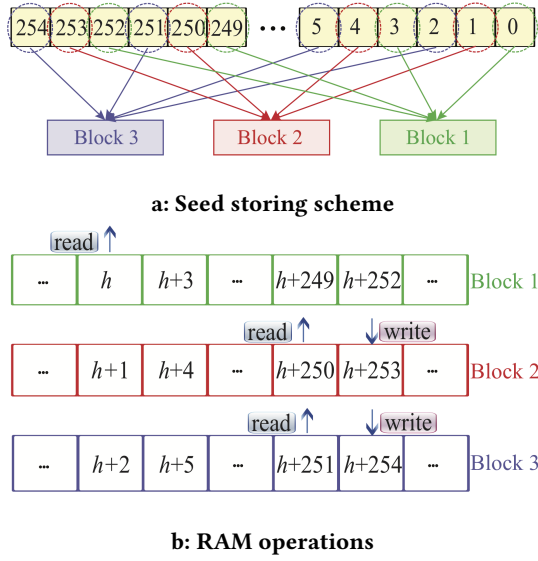 254 253 252 251 250 249 ··· 5 4 3 2 1 0
Block 3 Block 2 Block 1
a: Seed storing scheme
read
... h h+3 ... h+249 h+252 ... Block 1
read write
... h+1 h+4 ... h+250 h+253 ... Block 2
read write
... h+2 h+5 ... h+251 h+254 ... Block 3
b: RAM operations